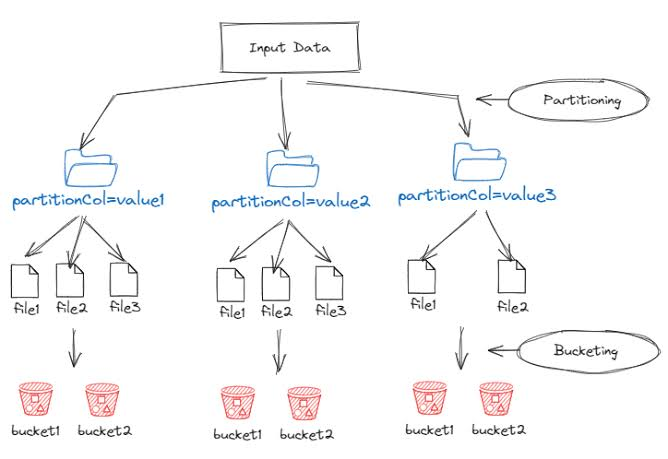 Input Data
Partitioning
partitionCol=value1
partitionCol=value2
partitionCol=value3
file1
file2
file3
file1
file2
file3
file1
file2
Bucketing
bucket1
bucket2
bucket1
bucket2
bucket1
bucket2